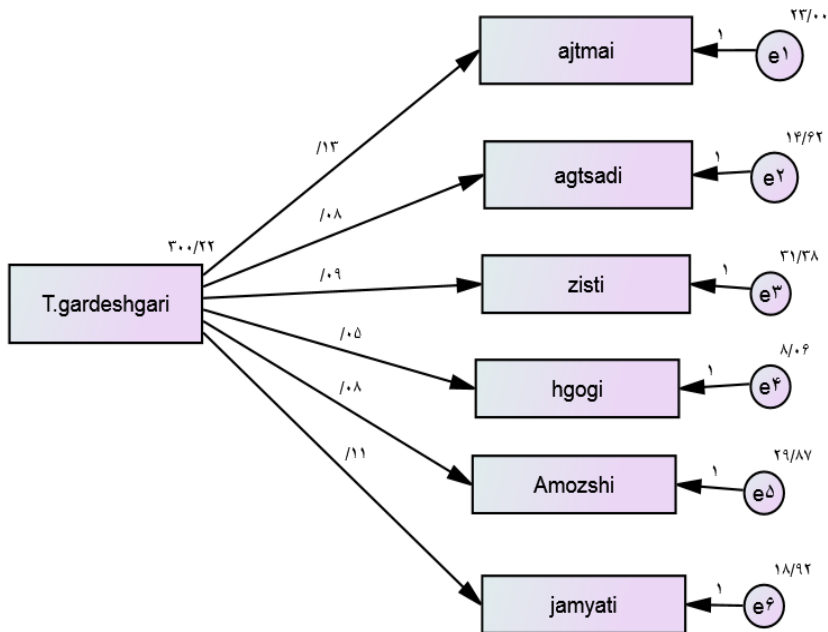 ۲۳/۰۰
۱
ajtmai
e۱
/۱۳
۱۴/۶۲
۱
agtsadi
e۲
/۰۸
۳۰۰/۲۲
T.gardeshgari
/۰۹
۳۱/۳۸
۱
zisti
e۳
/۰۵
۸/۰۶
۱
hgogi
e۴
/۰۸
۲۹/۸۷
۱
Amozshi
e۵
/۱۱
۱۸/۹۲
۱
jamyati
e۶